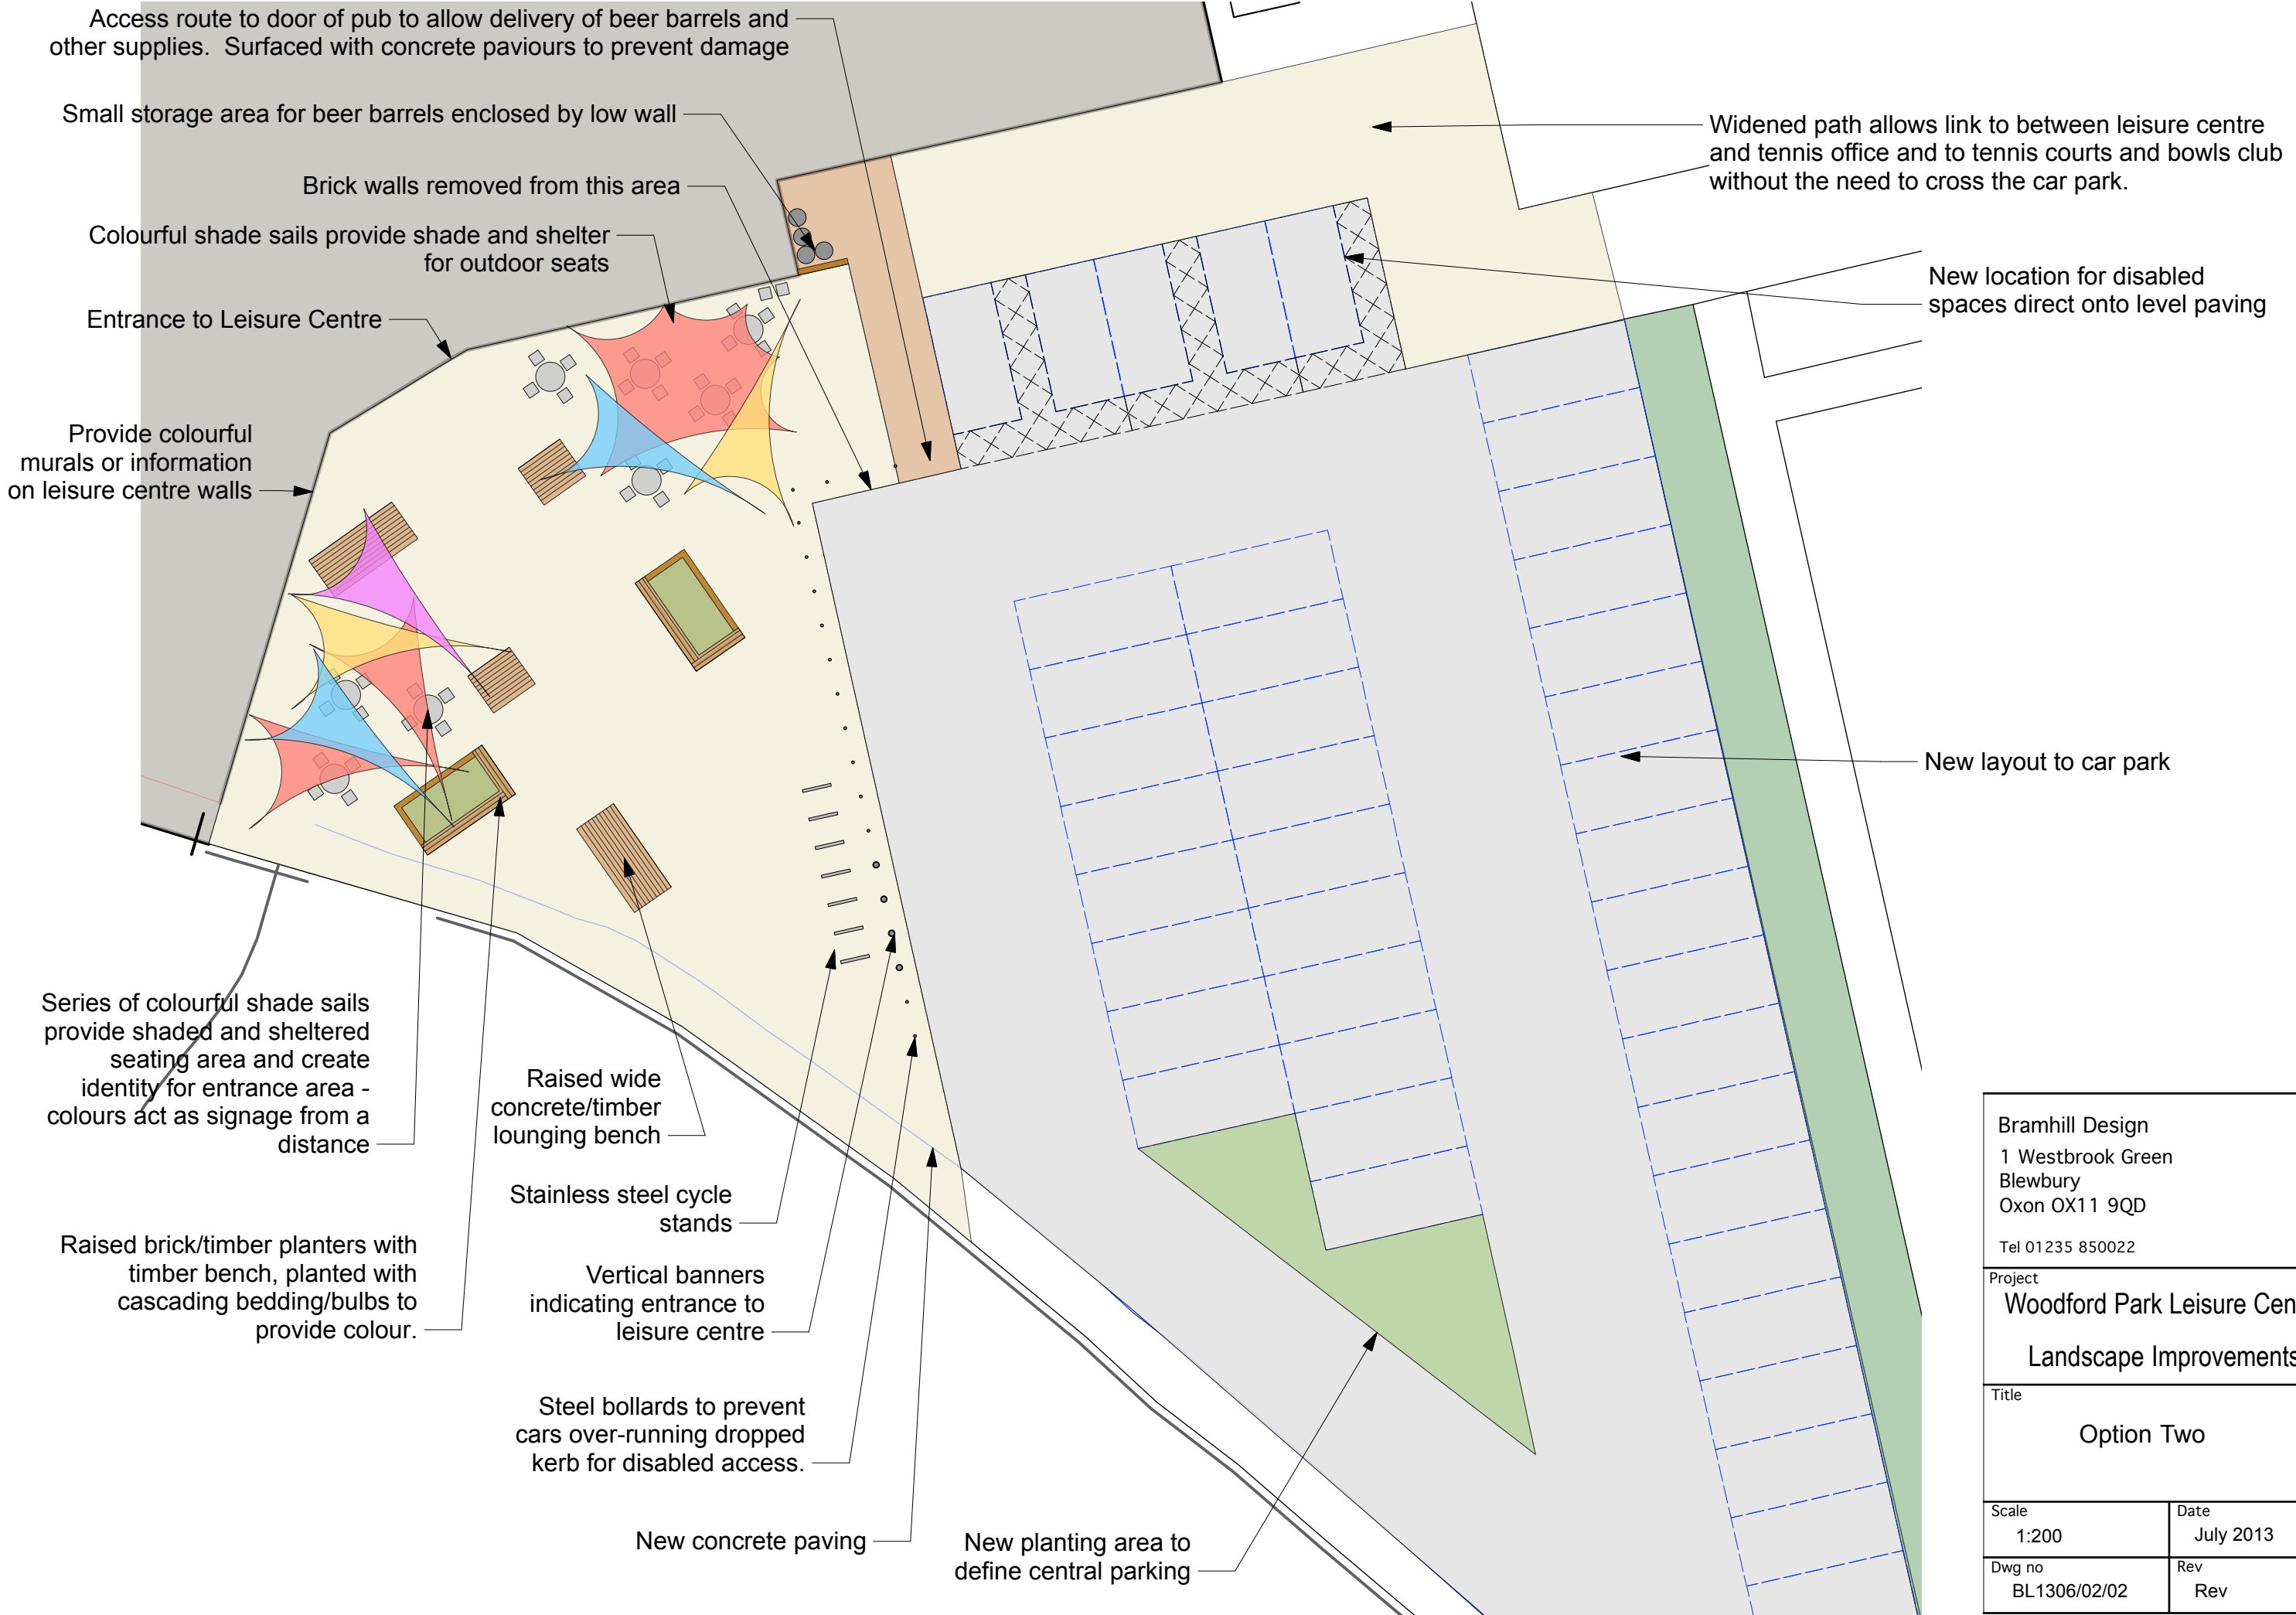 Access route to door of pub to allow delivery of beer barrels and
other supplies.  Surfaced with concrete paviours to prevent damage
Small storage area for beer barrels enclosed by low wall
Brick walls removed from this area
Colourful shade sails provide shade and shelter
for outdoor seats
Entrance to Leisure Centre
Provide colourful
murals or information
on leisure centre walls
Widened path allows link to between leisure centre
and tennis office and to tennis courts and bowls club
without the need to cross the car park.
New location for disabled
spaces direct onto level paving
New layout to car park
Series of colourful shade sails
provide shaded and sheltered
seating area and create
identity for entrance area -
colours act as signage from a
distance
Raised brick/timber planters with
timber bench, planted with
cascading bedding/bulbs to
provide colour.
Raised wide
concrete/timber
lounging bench
Stainless steel cycle
stands
Vertical banners
indicating entrance to
leisure centre
Steel bollards to prevent
cars over-running dropped
kerb for disabled access.
New concrete paving
New planting area to
define central parking
Bramhill Design
1 Westbrook Green
Blewbury
Oxon OX11 9QD
Tel 01235 850022
Project
Woodford Park Leisure Cen
Landscape Improvements
Title
Option Two
Scale
1:200
Date
July 2013
Dwg no
BL1306/02/02
Rev
Rev